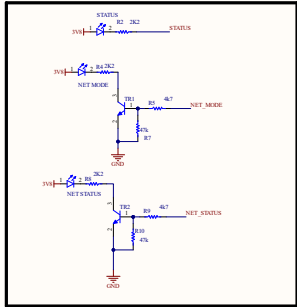 STATUS
3V8 1 2 R2 2K2 STATUS
3V8 1 2 R4 2K2
NET MODE
3 TR1 1 R5 4k7 NET_MODE
2 47k
R7
GND
3V8 1 2 R8 2K2
NET STATUS
3 TR2 1 R9 4k7 NET_STATUS
2 R10
47k
GND